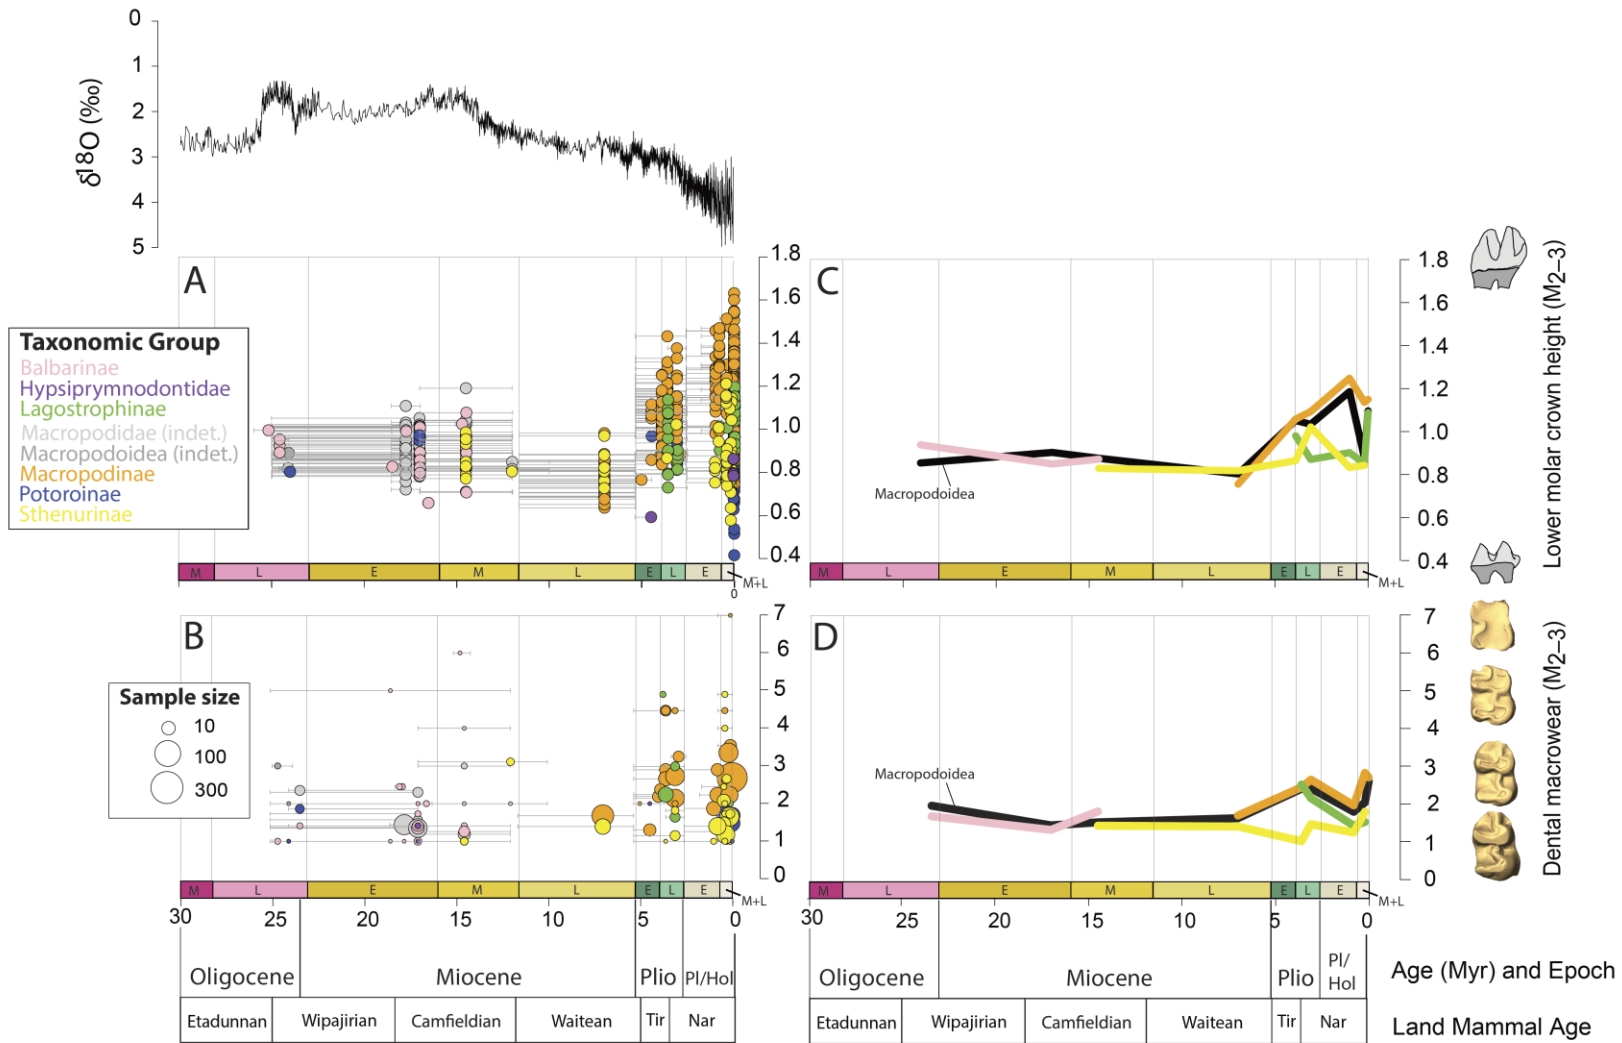 0
1
2
3
4
5
δ18O (‰)
A
1.8
1.6
1.4
1.2
1.0
0.8
0.6
0.4
Taxonomic Group
Balbarinae
Hypsiprymnodontidae
Lagostrophinae
Macropodidae (indet.)
Macropodoidea (indet.)
Macropodinae
Potoroinae
Sthenurinae
M L E M L E L E M+L
0
C
Macropodoidea
1.8
1.6
1.4
1.2
1.0
0.8
0.6
0.4
Lower molar crown height (M2–3)
M L E M L E L E M+L
B
7
6
5
4
3
2
1
0
Sample size
10
100
300
M L E M L E L E M+L
30 25 20 15 10 5 0
Oligocene Miocene Plio Pl/Hol
Etadunnan Wipajirian Camfieldian Waitean Tir Nar
D
Macropodoidea
7
6
5
4
3
2
1
0
Dental macrowear (M2–3)
M L E M L E L E M+L
30 25 20 15 10 5 0
Oligocene Miocene Plio Pl/
Hol
Etadunnan Wipajirian Camfieldian Waitean Tir Nar
Age (Myr) and Epoch
Land Mammal Age